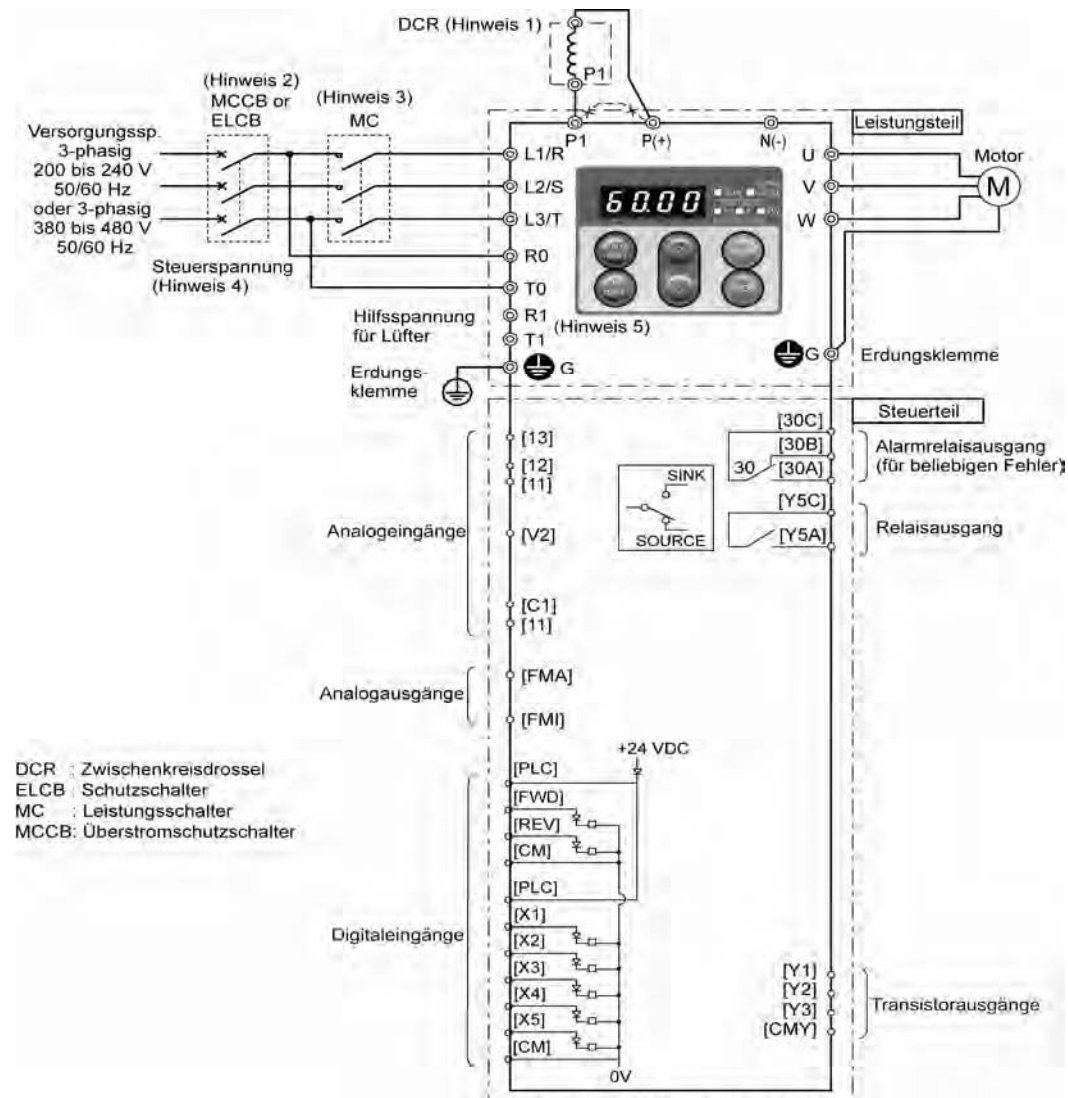 DCR (Hinweis 1)
P1
(Hinweis 2)
MCCB or
ELCB
(Hinweis 3)
MC
Versorgungssp.
3-phasig
200 bis 240 V
50/60 Hz
oder 3-phasig
380 bis 480 V
50/60 Hz
Steuerspannung
(Hinweis 4)
Hilfsspannung
für Lüfter
Erdungs-
klemme
P1
P(+)
N(-)
Leistungsteil
L1/R
L2/S
L3/T
R0
T0
R1
T1
G
60.00
(Hinweis 5)
U
V
W
Motor
M
G
Erdungsklemme
Steuerteil
[30C]
[30B]
[30A]
30
Alarmrelaisausgang
(für beliebigen Fehler)
[Y5C]
[Y5A]
Relaisausgang
SINK
SOURCE
Analogeingänge
[13]
[12]
[11]
[V2]
[C1]
[11]
Analogausgänge
[FMA]
[FMI]
DCR : Zwischenkreisdrossel
ELCB : Schutzschalter
MC : Leistungsschalter
MCCB: Überstromschutzschalter
Digitaleingänge
+24 VDC
[PLC]
[FWD]
[REV]
[CM]
[PLC]
[X1]
[X2]
[X3]
[X4]
[X5]
[CM]
0V
[Y1]
[Y2]
[Y3]
[CMY]
Transistorausgänge